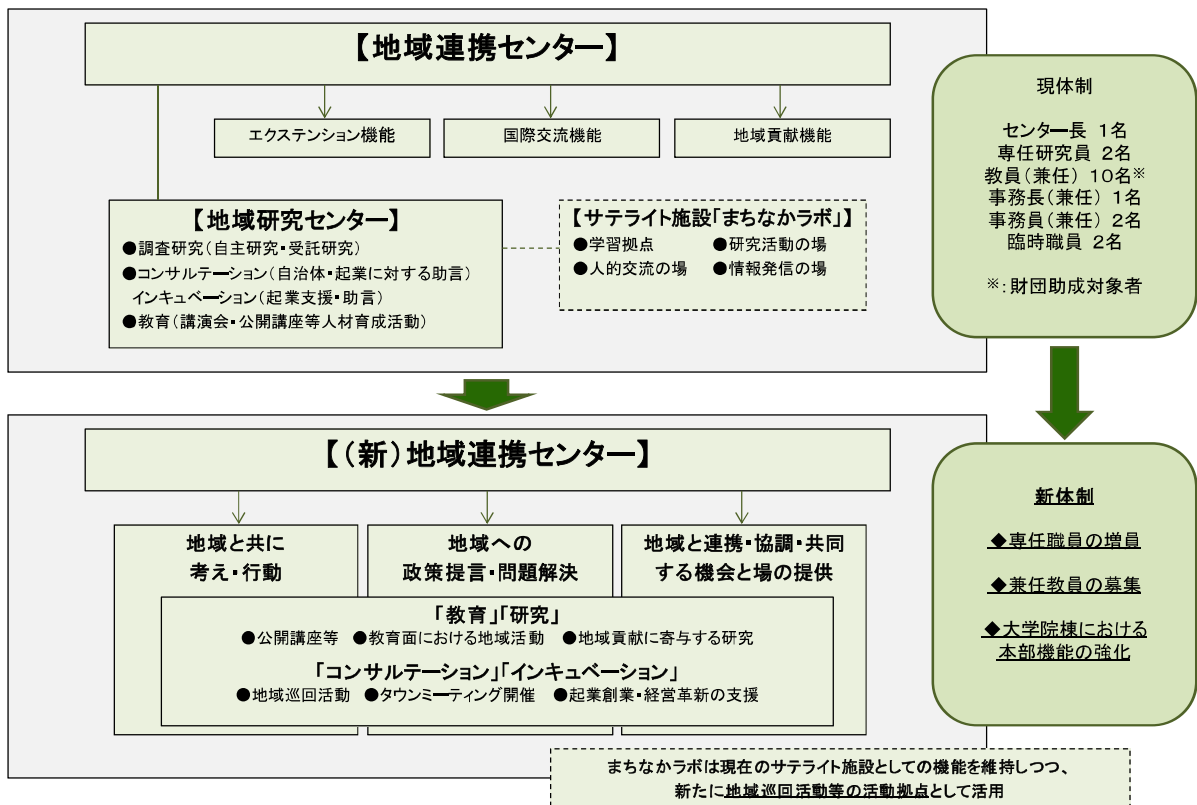 【地域連携センター】
エクステンション機能
国際交流機能
地域貢献機能
【地域研究センター】
●調査研究(自主研究・受託研究)
●コンサルテーション(自治体・起業に対する助言)
インキュベーション(起業支援・助言)
●教育(講演会・公開講座等人材育成活動)
【サテライト施設「まちなかラボ」】
●学習拠点 ●研究活動の場
●人的交流の場 ●情報発信の場
現体制
センター長 1名
専任研究員 2名
教員(兼任) 10名※
事務長(兼任) 1名
事務員(兼任) 2名
臨時職員 2名
※:財団助成対象者
【(新)地域連携センター】
地域と共に
考え・行動
地域への
政策提言・問題解決
地域と連携・協調・共同
する機会と場の提供
「教育」「研究」
●公開講座等 ●教育面における地域活動 ●地域貢献に寄与する研究
「コンサルテーション」「インキュベーション」
●地域巡回活動 ●タウンミーティング開催 ●起業創業・経営革新の支援
新体制
◆専任職員の増員
◆兼任教員の募集
◆大学院棟における
本部機能の強化
まちなかラボは現在のサテライト施設としての機能を維持しつつ、
新たに地域巡回活動等の活動拠点として活用